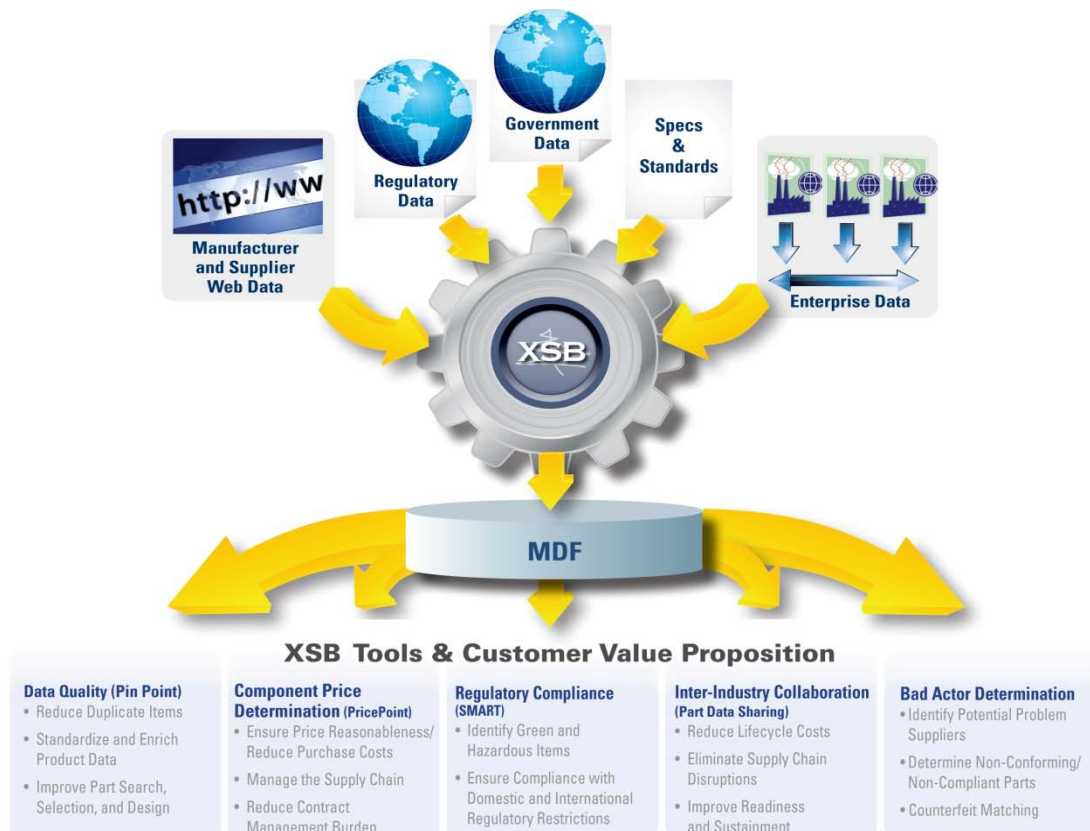 Government
Data
Specs
&
Standards
Regulatory
Data
http://ww
Manufacturer
and Supplier
Web Data
Enterprise Data
XSB
MDF
XSB Tools & Customer Value Proposition
Data Quality (Pin Point)
• Reduce Duplicate Items
• Standardize and Enrich
Product Data
• Improve Part Search,
Selection, and Design
Component Price
Determination (PricePoint)
• Ensure Price Reasonableness/
Reduce Purchase Costs
• Manage the Supply Chain
• Reduce Contract
Management Burden
Regulatory Compliance
(SMART)
• Identify Green and
Hazardous Items
• Ensure Compliance with
Domestic and International
Regulatory Restrictions
Inter-Industry Collaboration
(Part Data Sharing)
• Reduce Lifecycle Costs
• Eliminate Supply Chain
Disruptions
• Improve Readiness
and Sustainment
Bad Actor Determination
• Identify Potential Problem
Suppliers
• Determine Non-Conforming/
Non-Compliant Parts
• Counterfeit Matching